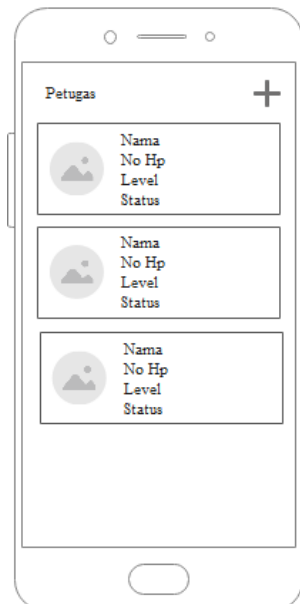 Petugas
Nama
No Hp
Level
Status
Nama
No Hp
Level
Status
Nama
No Hp
Level
Status